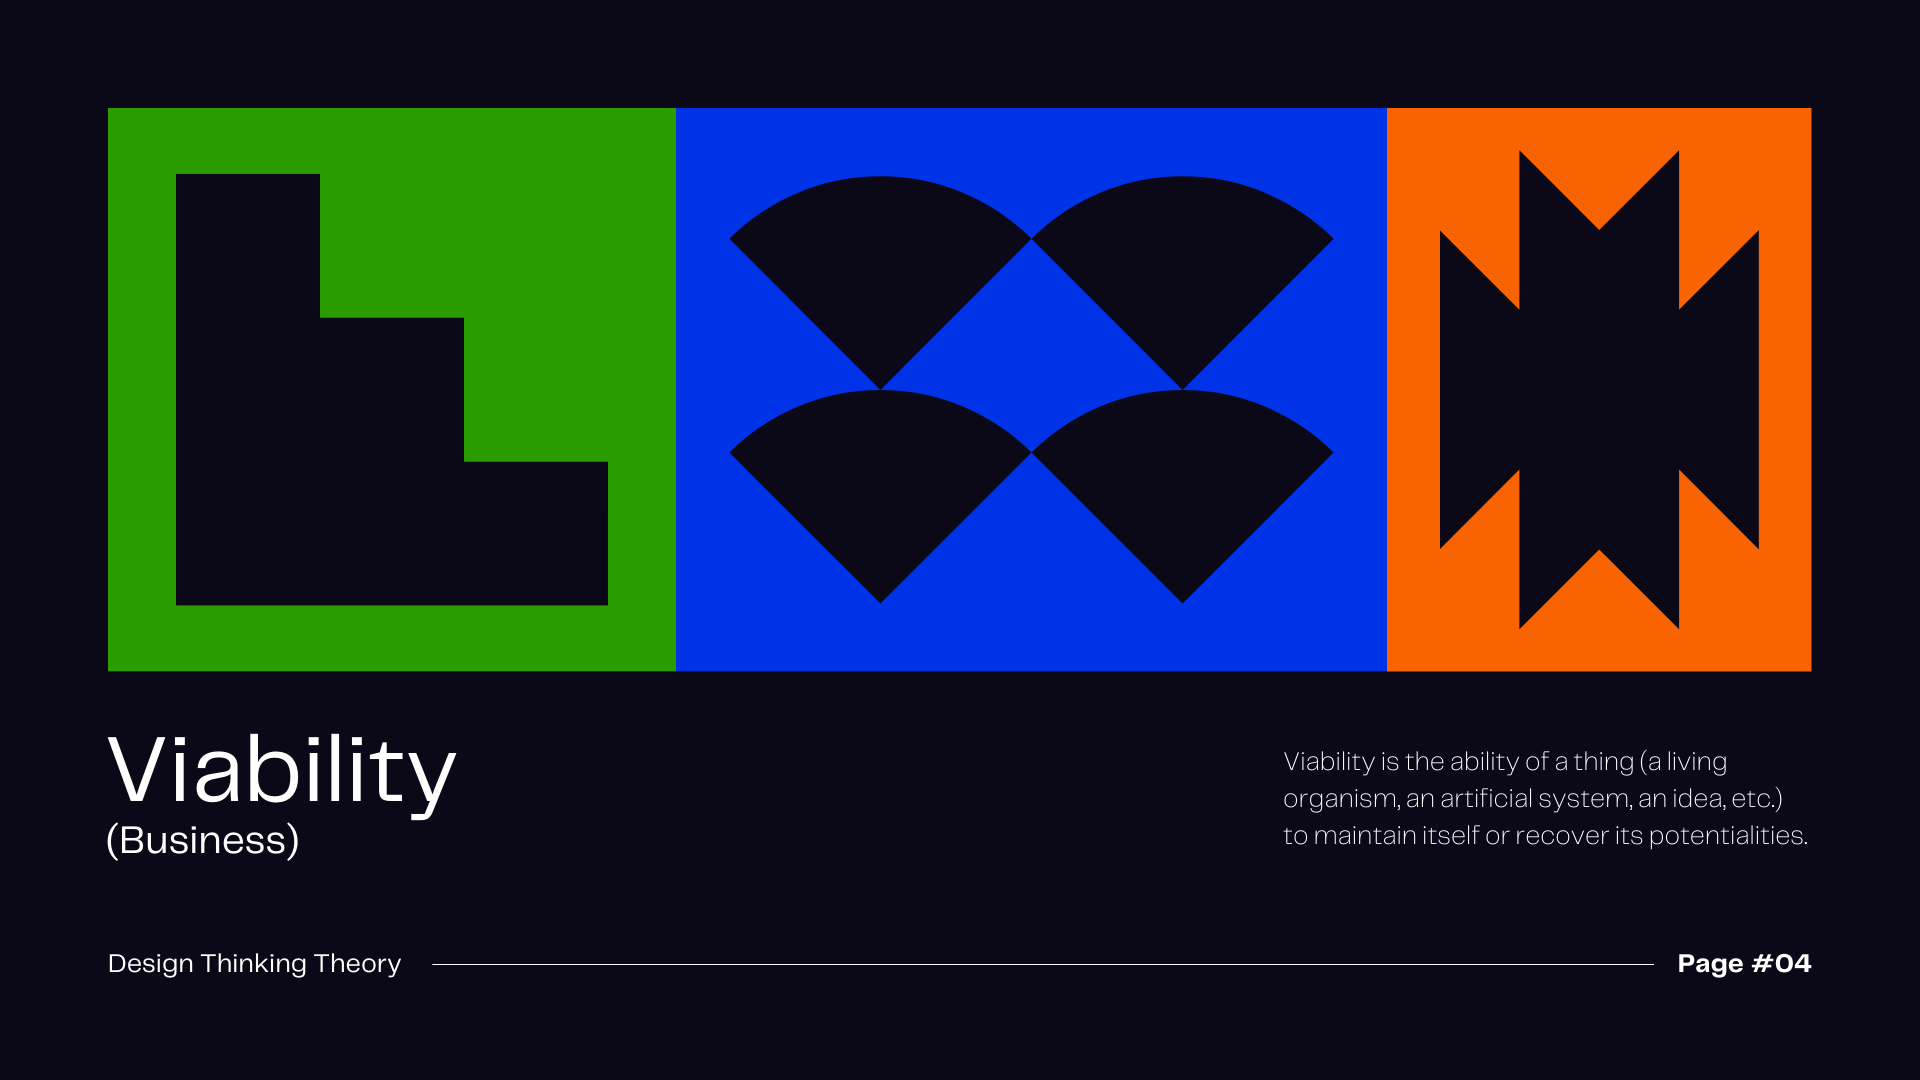 Viability
(Business)
Viability is the ability of a thing (a living
organism, an artificial system, an idea, etc.)
to maintain itself or recover its potentialities.
Design Thinking Theory
Page #04